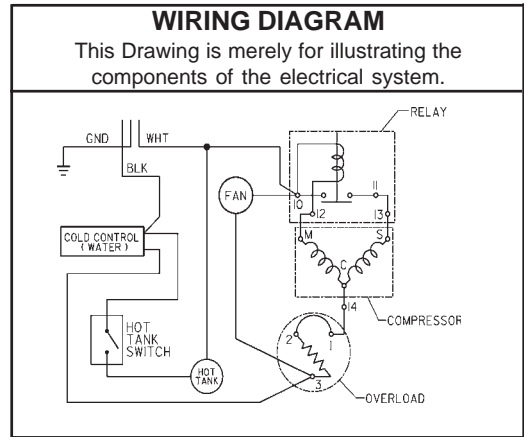 WIRING DIAGRAM
This Drawing is merely for illustrating the
components of the electrical system.
RELAY
GND WHT
BLK
FAN
10
11
12
13
COLD CONTROL
(WATER)
M
S
C
14
COMPRESSOR
HOT
TANK
SWITCH
HOT
TANK
2
1
3
OVERLOAD